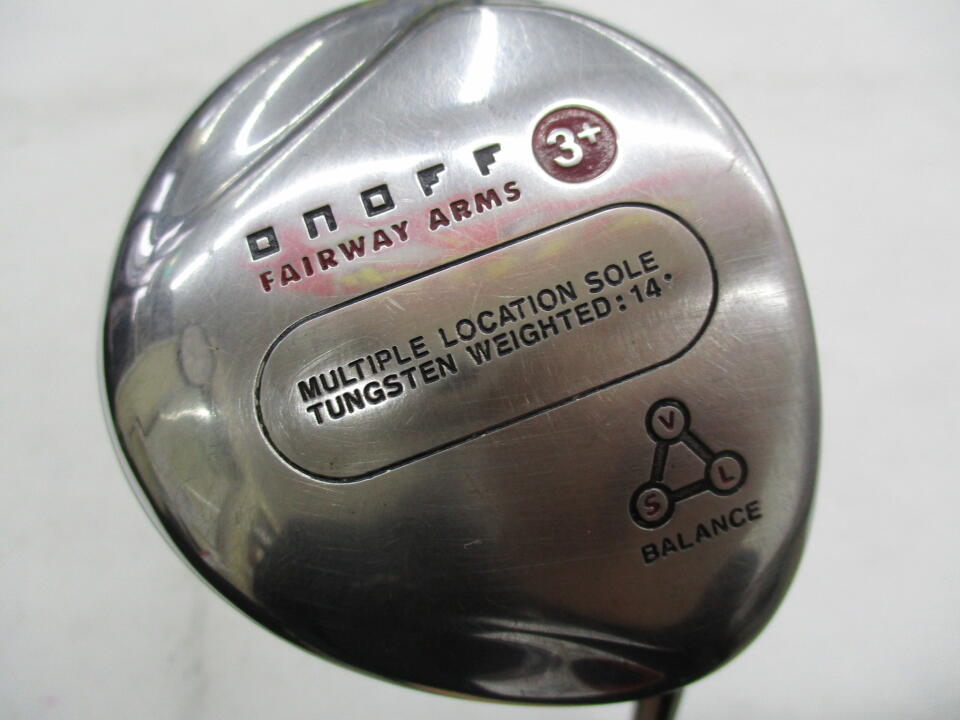 ONOFF 3+
FAIRWAY ARMS
MULTIPLE LOCATION SOLE
TUNGSTEN WEIGHTED:14°
V
L
S
BALANCE